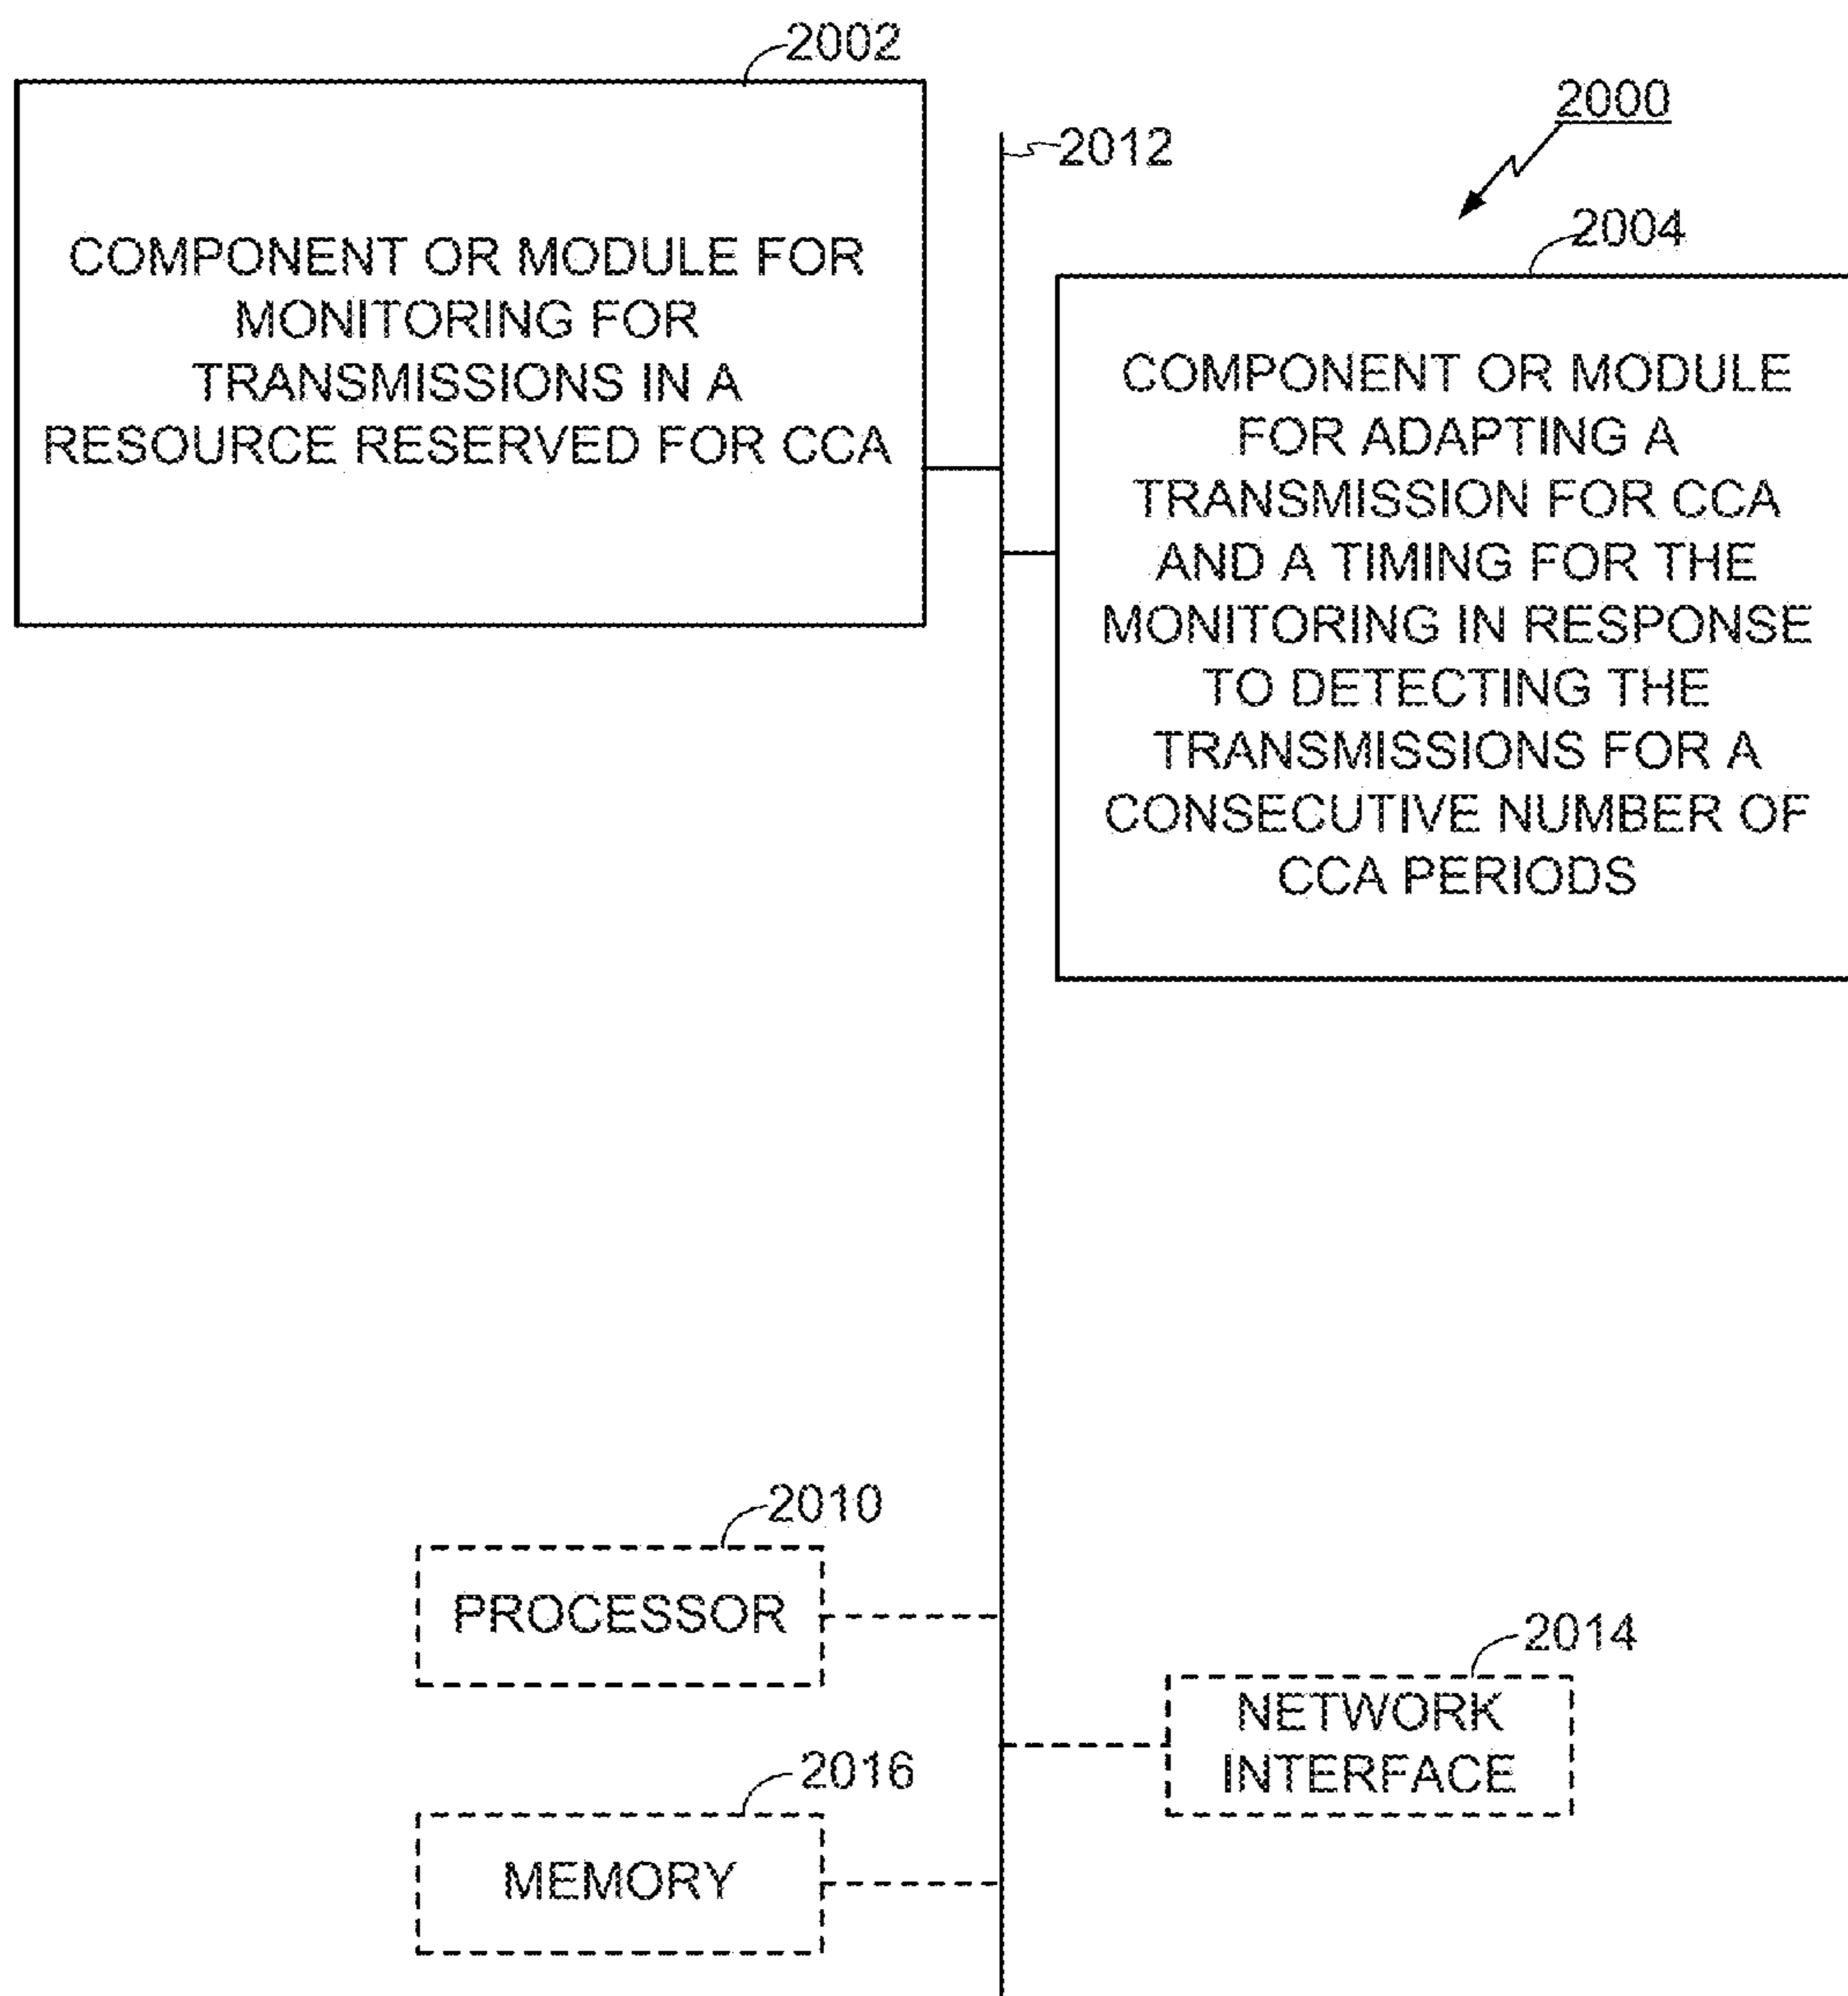 2002
2000
2012
2004
COMPONENT OR MODULE FOR
MONITORING FOR
TRANSMISSIONS IN A
RESOURCE RESERVED FOR CCA
COMPONENT OR MODULE
FOR ADAPTING A
TRANSMISSION FOR CCA
AND A TIMING FOR THE
MONITORING IN RESPONSE
TO DETECTING THE
TRANSMISSIONS FOR A
CONSECUTIVE NUMBER OF
CCA PERIODS
2010
PROCESSOR
2014
NETWORK
INTERFACE
2016
MEMORY